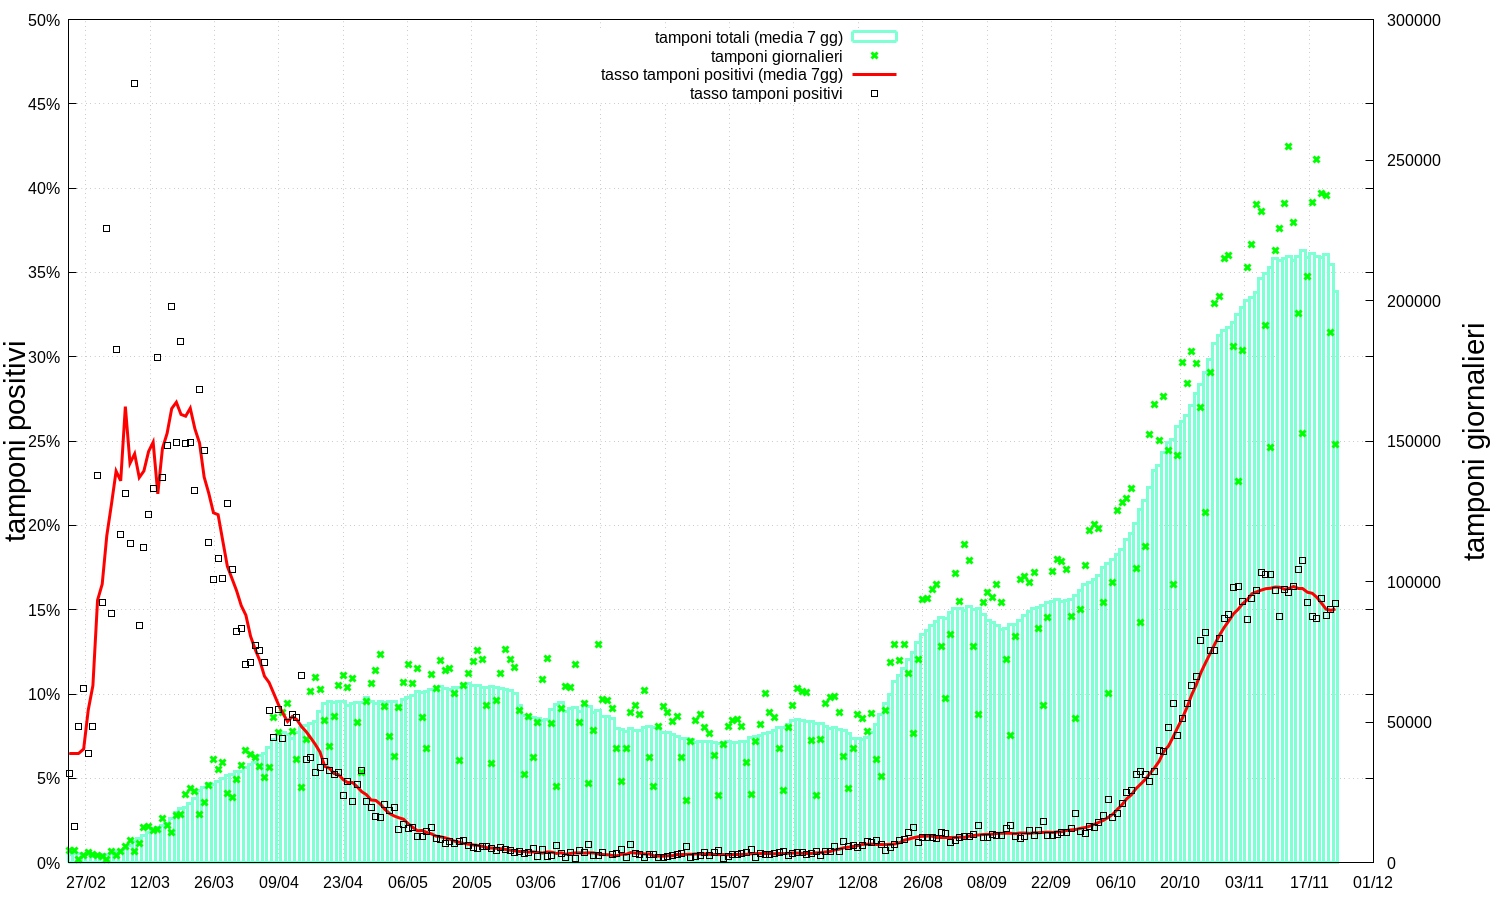 tamponi totali (media 7 gg)
tamponi giornalieri
tasso tamponi positivi (media 7gg)
tasso tamponi positivi
50%
45%
40%
35%
30%
25%
20%
15%
10%
5%
0%
tamponi positivi
300000
250000
200000
150000
100000
50000
0
tamponi giornalieri
27/02 12/03 26/03 09/04 23/04 06/05 20/05 03/06 17/06 01/07 15/07 29/07 12/08 26/08 08/09 22/09 06/10 20/10 03/11 17/11 01/12